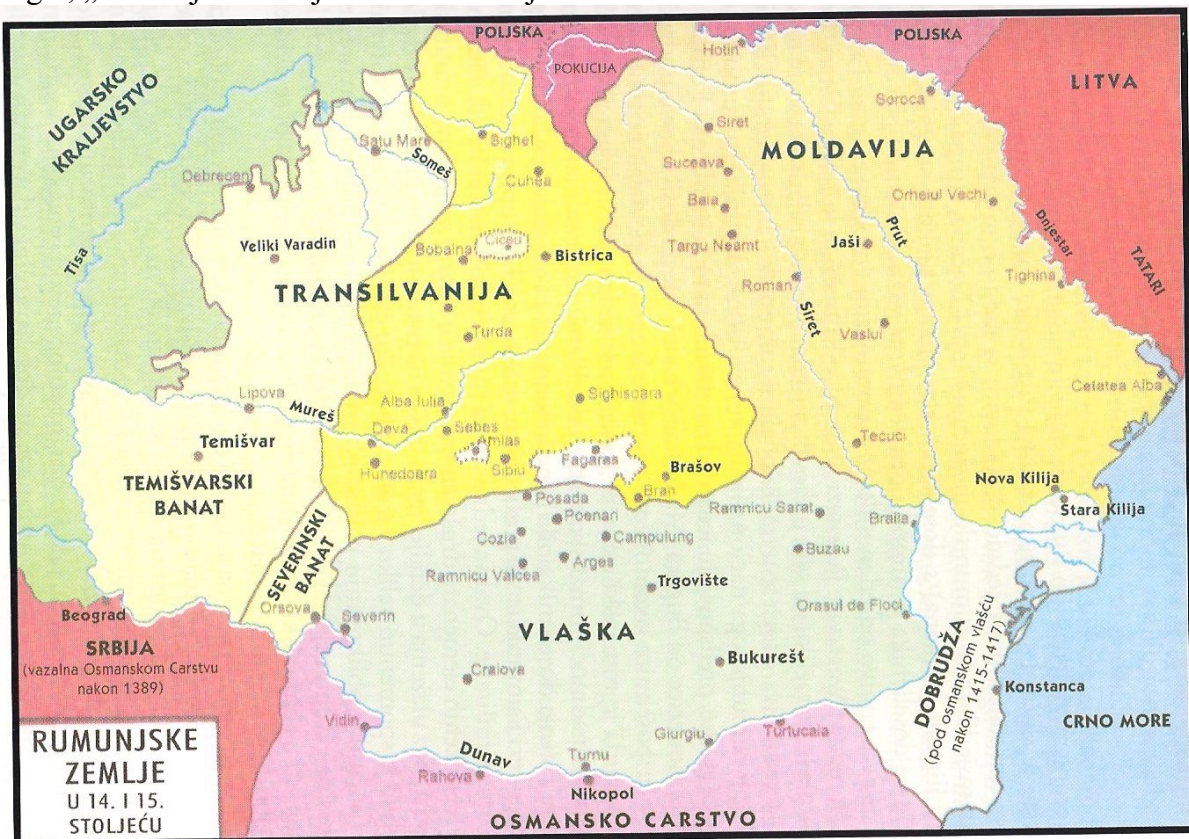 POLJSKA
POKUCIJA
POLJSKA
LITVA
UGARSKO
KRALJEVSTVO
Hotin
Soroca
Sighet
Siret
MOLDAVIJA
Satu Mare
Someš
Suceava
Cuhea
Debrecen
Orheiul Vechi
Baia
Dnjestar
TATARI
Tisa
Veliki Varadin
Ciceu
Bobalna
Bistrica
Targu Neamt
Jaši
Prut
Tighina
TRANSILVANIJA
Roman
Siret
Turda
Vaslui
Cetatea Alba
Lipova
Mureš
Alba Iulia
Sighisoara
Deva
Sebes
Tecuci
Temišvar
Amlas
Hunedoara
Sibiu
Fagaras
Brašov
TEMIŠVARSKI
BANAT
Bran
Nova Kilija
Stara Kilija
SEVERINSKI
BANAT
Posada
Poenari
Ramnicu Sarat
Braila
Cozia
Campulung
Buzau
Ramnicu Valcea
Arges
Trgovište
Orsova
Severin
Orasul de Floci
Beograd
SRBIJA
(vazalna Osmanskom Carstvu
nakon 1389)
VLAŠKA
Bukurešt
DOBRUDŽA
(pod osmanskom vlašću
nakon 1415-1417)
Konstanca
Craiova
CRNO MORE
Vidin
Giurgiu
Turtucaia
RUMUNJSKE
ZEMLJE
U 14. I 15.
STOLJEĆU
Dunav
Turnu
Rahova
Nikopol
OSMANSKO CARSTVO